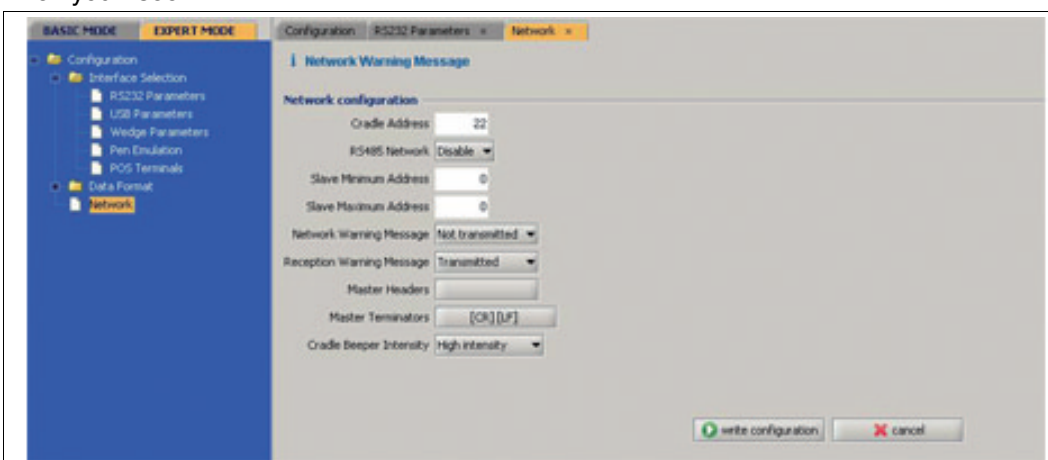 BASIC MODE EXPERT MODE Configuration RS232 Parameters × Network ×
Configuration
Interface Selection
RS232 Parameters
USB Parameters
Wedge Parameters
Pen Emulation
POS Terminals
Data Format
Network
i Network Warning Message
Network configuration
Cradle Address 22
RS485 Network Disable
Slave Minimum Address 0
Slave Maximum Address 0
Network Warning Message Not transmitted
Reception Warning Message Transmitted
Master Headers
Master Terminators [CR][LF]
Cradle Beeper Intensity High intensity
write configuration cancel